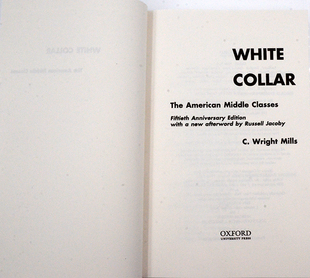 WHITE
COLLAR
The American Middle Classes
Fiftieth Anniversary Edition
with a new afterword by Russell Jacoby
C. Wright Mills
OXFORD
UNIVERSITY PRESS